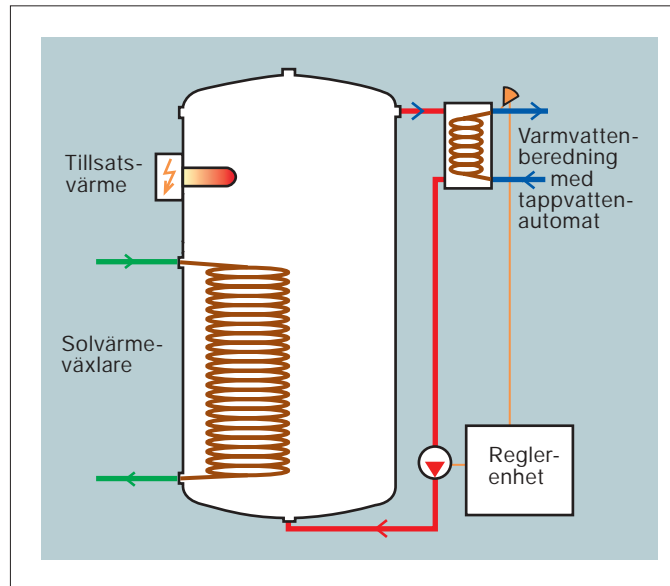 Tillsats-
värme
Solvärme-
växlare
Varmvatten-
beredning
med
tappvatten-
automat
Regler-
enhet